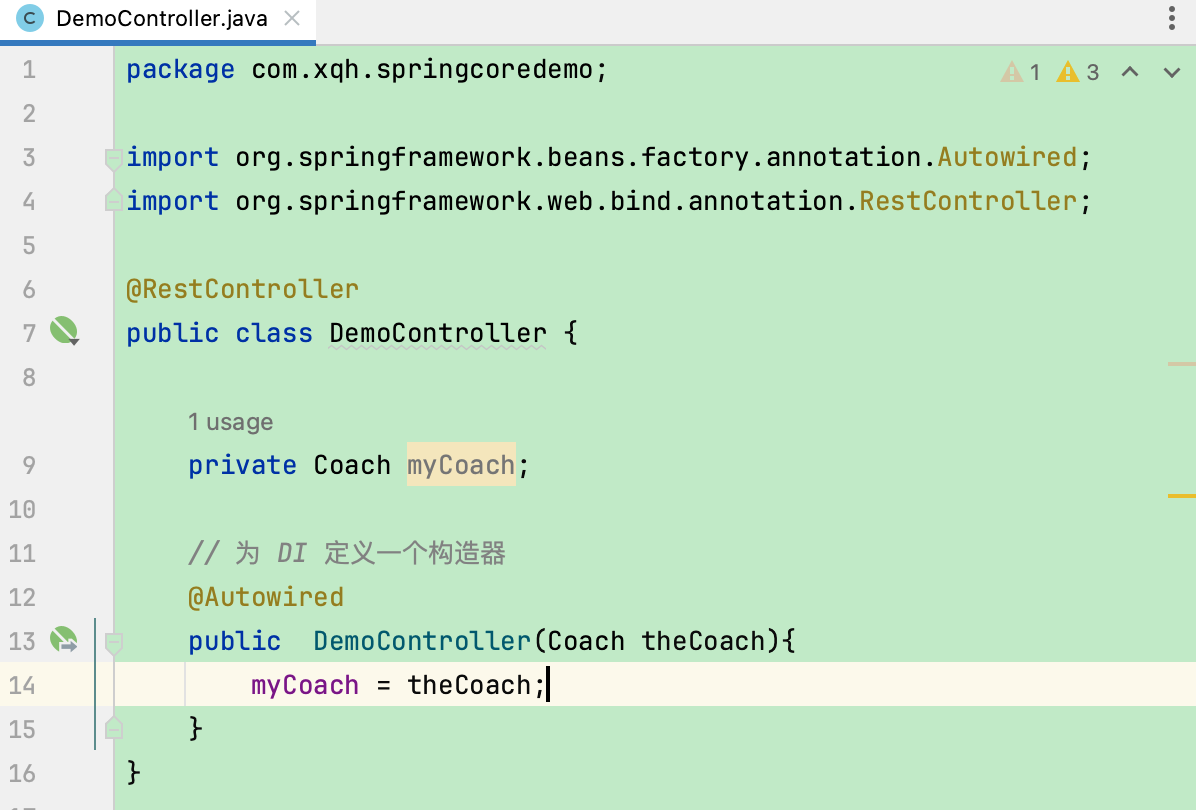 C DemoController.java
1 package com.xqh.springcoredemo; 1 3
2
3 import org.springframework.beans.factory.annotation.Autowired;
4 import org.springframework.web.bind.annotation.RestController;
5
6 @RestController
7 public class DemoController {
8
1 usage
9 private Coach myCoach;
10
11 // 为 DI 定义一个构造器
12 @Autowired
13 public  DemoController(Coach theCoach){
14 myCoach = theCoach;
15 }
16 }